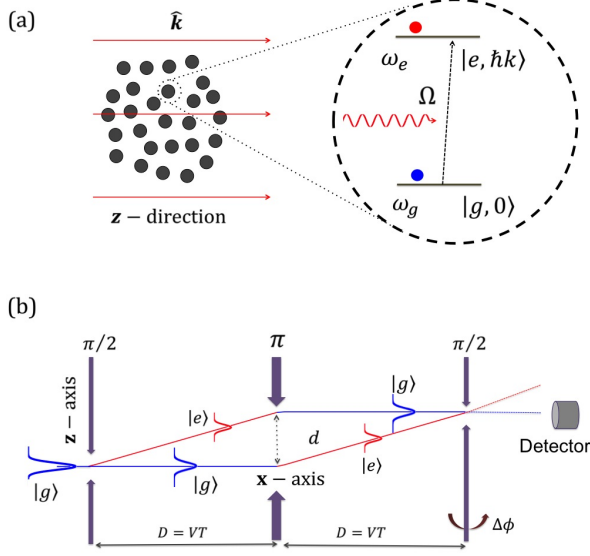 (a)
k̂
ω_e
|e, ħk⟩
Ω
ω_g
|g, 0⟩
z − direction
(b)
π/2
π
π/2
z − axis
|e⟩
|g⟩
d
|g⟩
|g⟩
x − axis
|e⟩
Detector
D = VT
D = VT
Δϕ